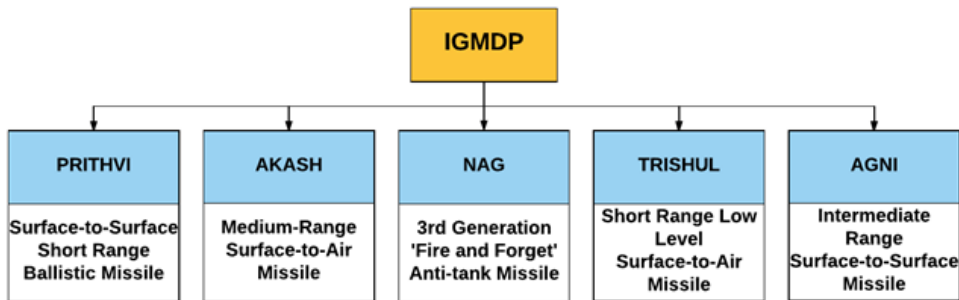 IGMDP
PRITHVI
Surface-to-Surface
Short Range
Ballistic Missile
AKASH
Medium-Range
Surface-to-Air
Missile
NAG
3rd Generation
'Fire and Forget'
Anti-tank Missile
TRISHUL
Short Range Low
Level
Surface-to-Air
Missile
AGNI
Intermediate
Range
Surface-to-Surface
Missile